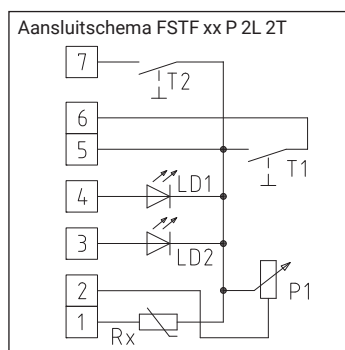 Aansluitschema FSTF xx P 2L 2T
7
T2
6
5
T1
4
LD1
3
LD2
2
P1
1
Rx